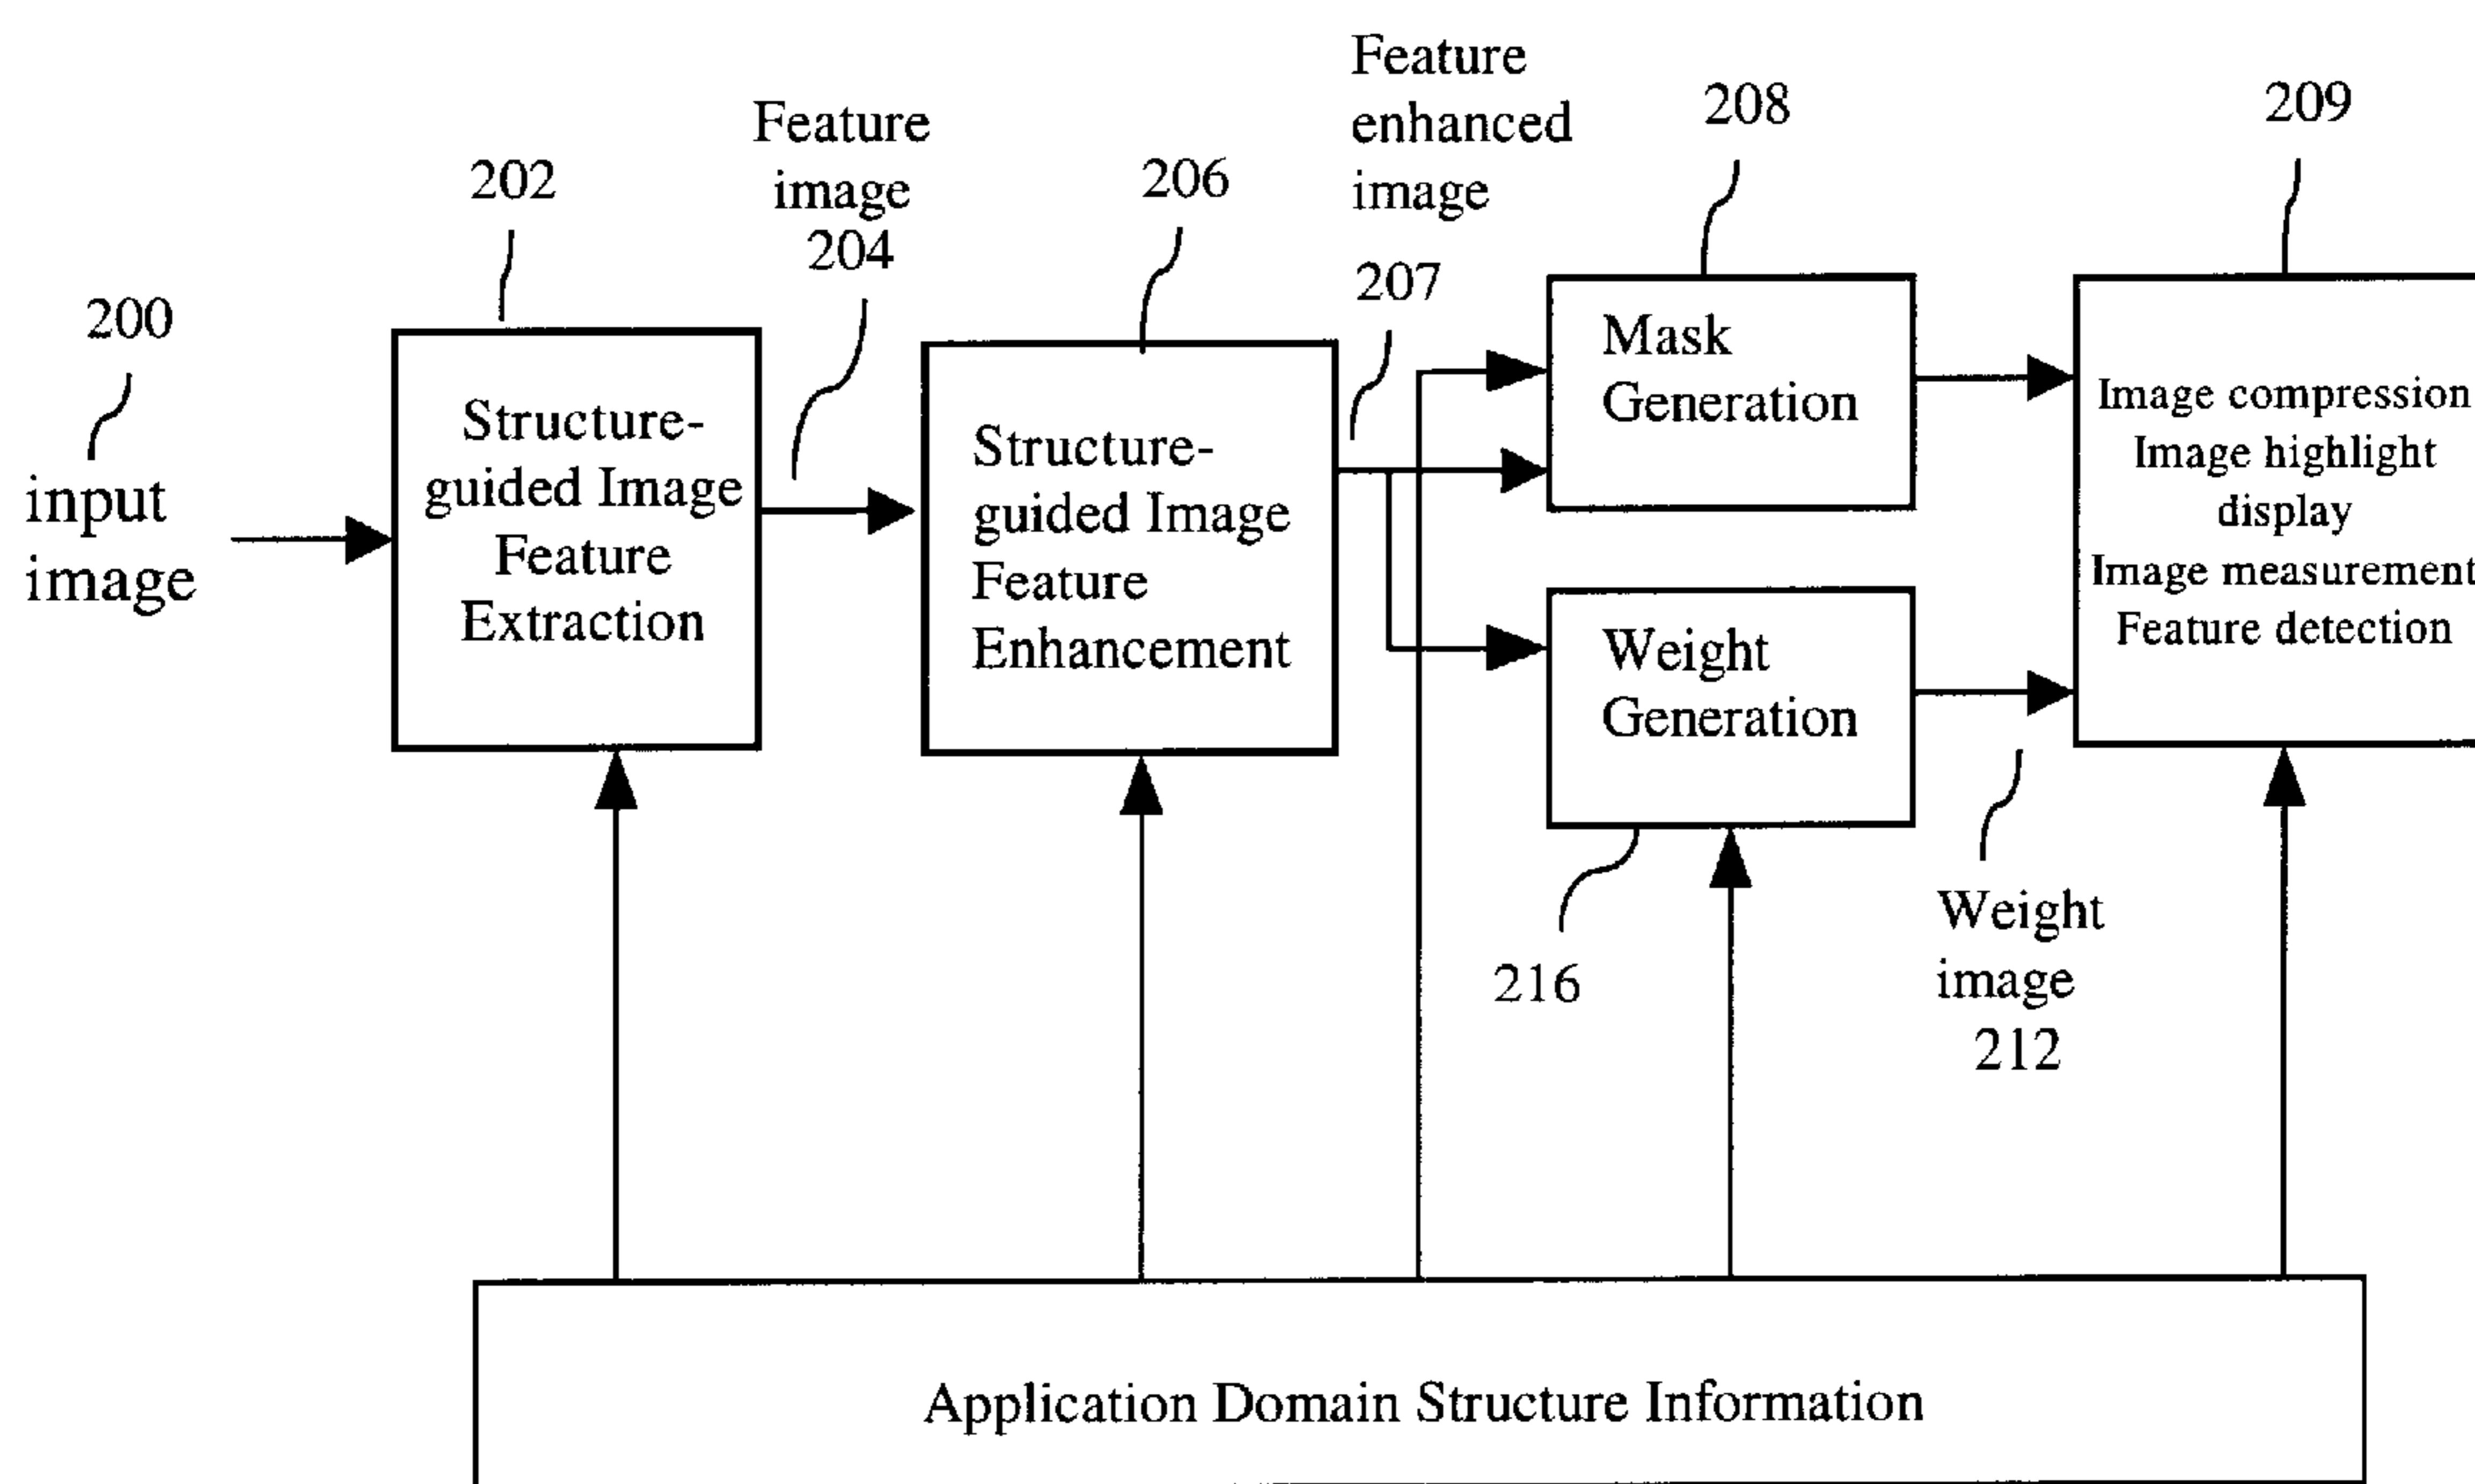 200
input
image
202
Structure-
guided Image
Feature
Extraction
Feature
image
204
206
Structure-
guided Image
Feature
Enhancement
Feature
enhanced
image
207
208
Mask
Generation
Weight
Generation
216
209
Image compression
Image highlight
display
Image measurement
Feature detection
Weight
image
212
Application Domain Structure Information